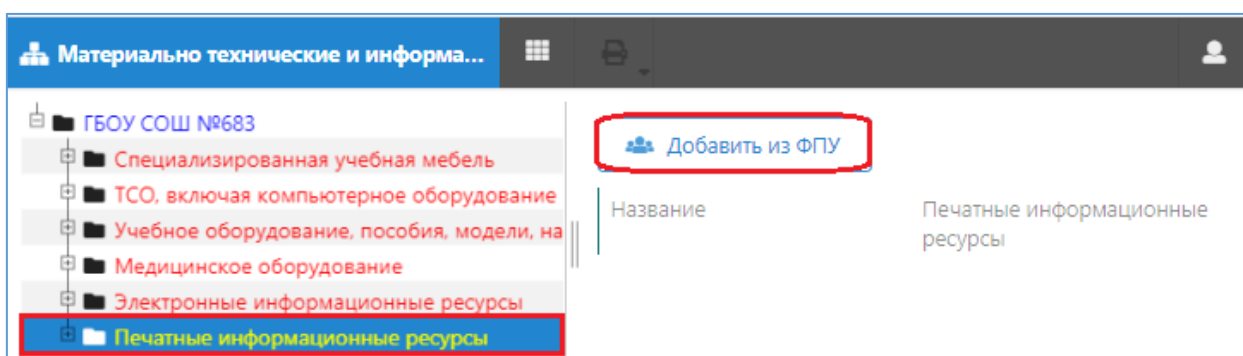 Материально технические и информа...
ГБОУ СОШ №683
Специализированная учебная мебель
ТСО, включая компьютерное оборудование
Учебное оборудование, пособия, модели, на
Медицинское оборудование
Электронные информационные ресурсы
Печатные информационные ресурсы
Добавить из ФПУ
Название
Печатные информационные
ресурсы